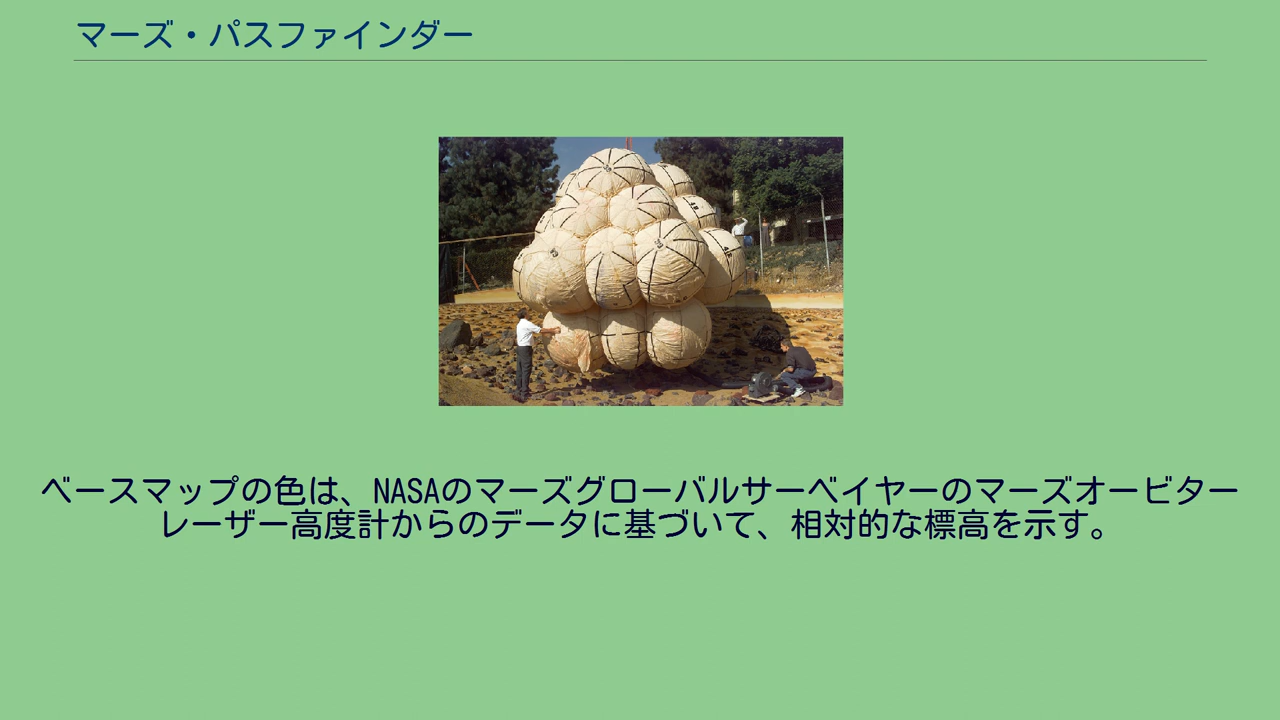 マーズ・パスファインダー
ベースマップの色は、NASAのマーズグローバルサーベイヤーのマーズオービター
レーザー高度計からのデータに基づいて、相対的な標高を示す。